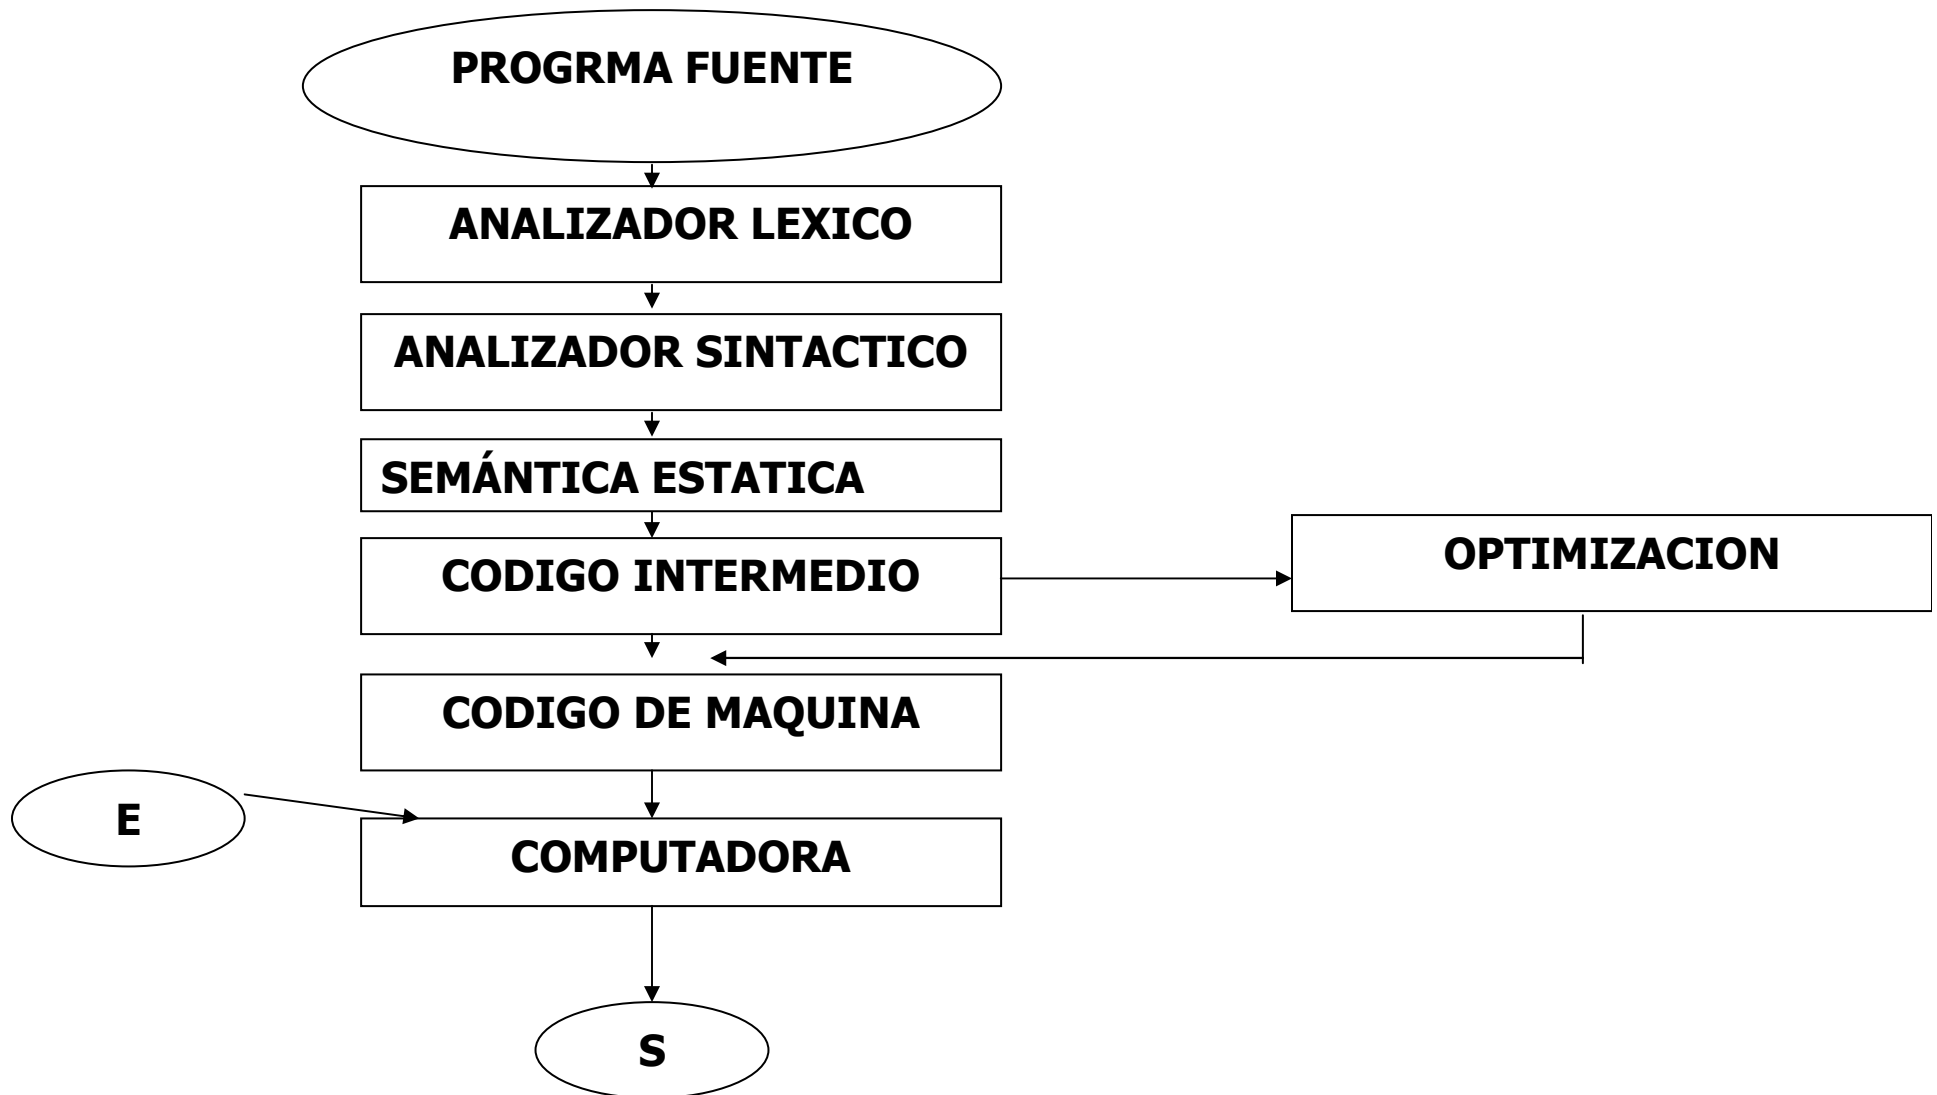 PROGRMA FUENTE
ANALIZADOR LEXICO
ANALIZADOR SINTACTICO
SEMÁNTICA ESTATICA
CODIGO INTERMEDIO
OPTIMIZACION
CODIGO DE MAQUINA
E
COMPUTADORA
S